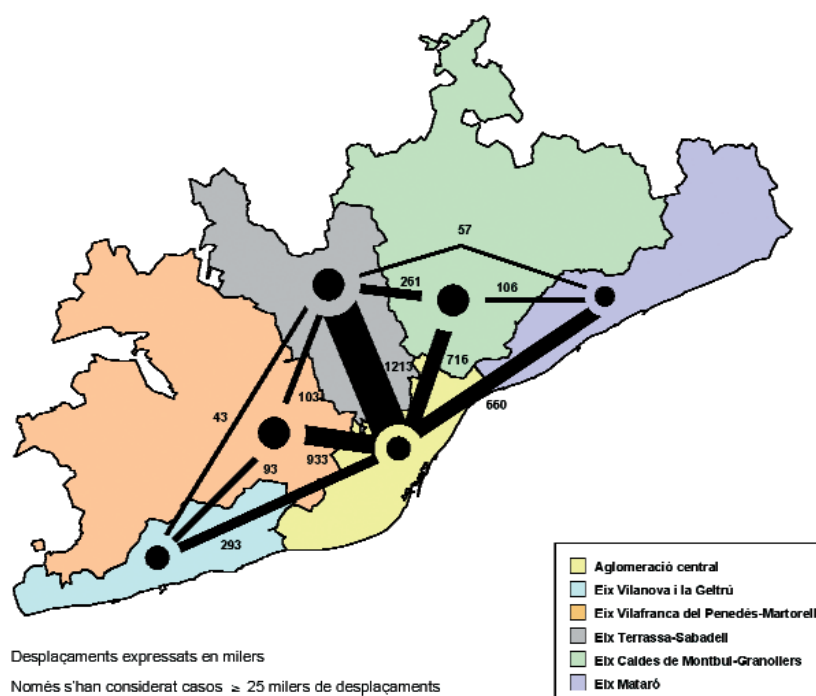 57
261
106
1213
716
660
103
43
933
93
293
Aglomeració central
Eix Vilanova i la Geltrú
Eix Vilafranca del Penedés-Martorell
Eix Terrassa-Sabadell
Eix Caldes de Montbui-Granollers
Eix Mataró
Desplaçaments expressats en milers
Només s'han considerat casos ≥ 25 milers de desplaçaments